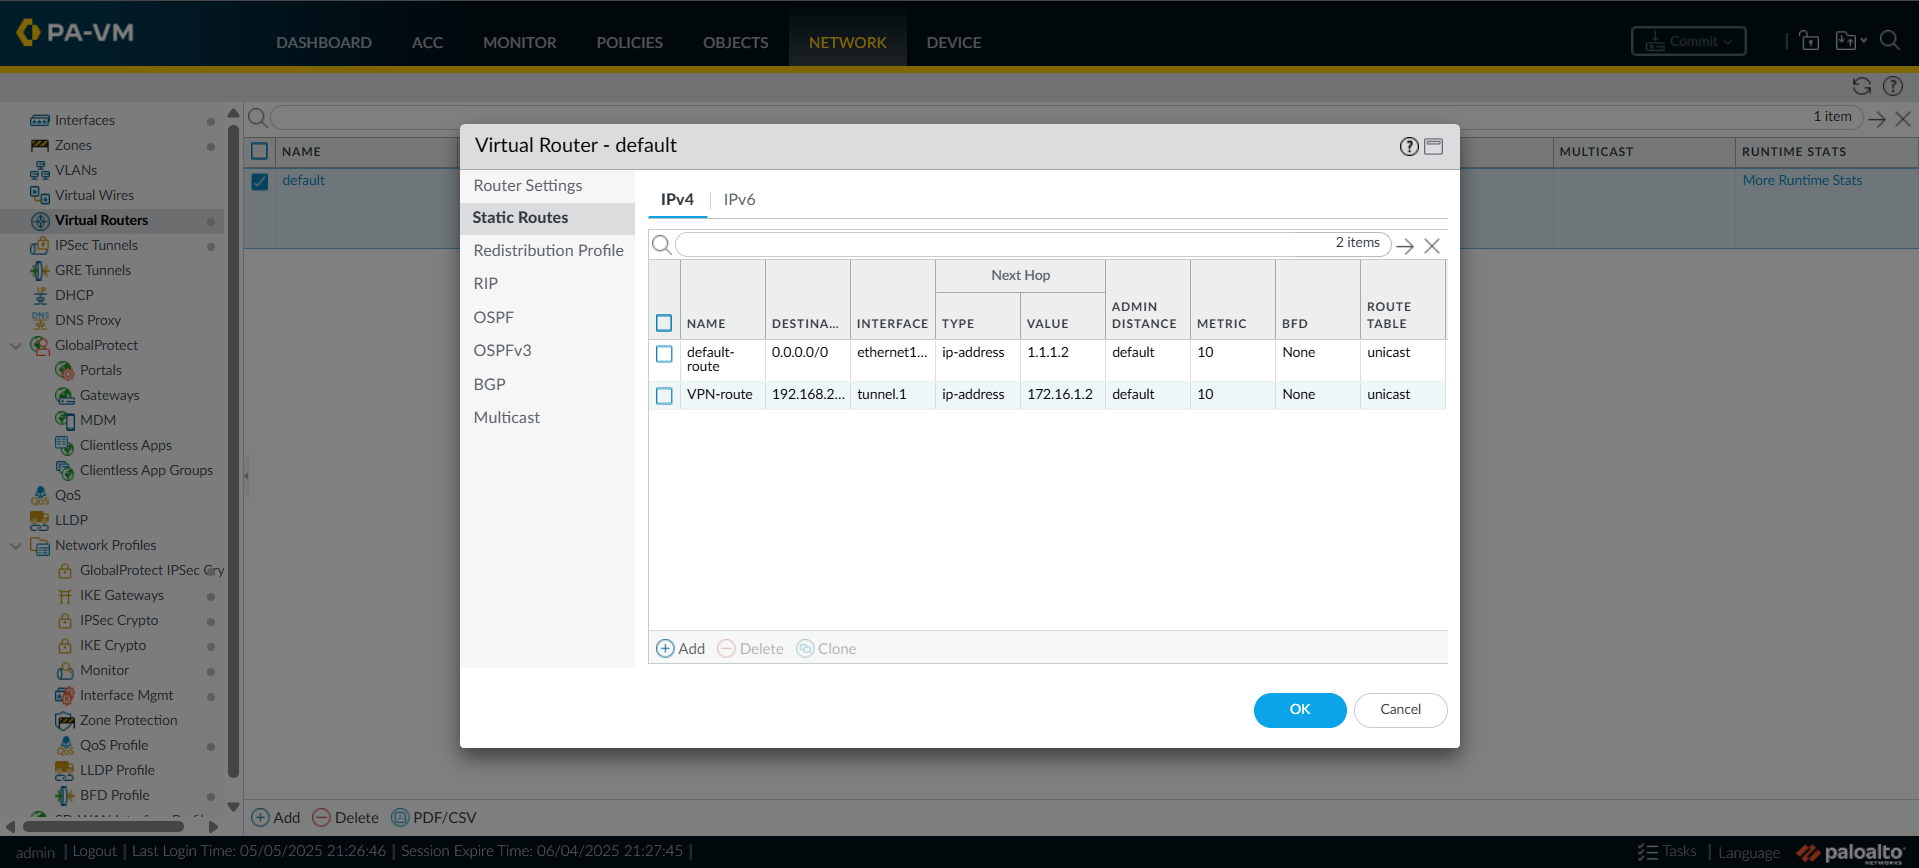 PA-VM
DASHBOARD ACC MONITOR POLICIES OBJECTS NETWORK DEVICE
Commit
1 item
Interfaces
Zones
VLANs
Virtual Wires
Virtual Routers
IPSec Tunnels
GRE Tunnels
DHCP
DNS Proxy
GlobalProtect
Portals
Gateways
MDM
Clientless Apps
Clientless App Groups
QoS
LLDP
Network Profiles
GlobalProtect IPSec Cry
IKE Gateways
IPSec Crypto
IKE Crypto
Monitor
Interface Mgmt
Zone Protection
QoS Profile
LLDP Profile
BFD Profile
NAME MULTICAST RUNTIME STATS
default More Runtime Stats
Virtual Router - default
Router Settings
Static Routes
Redistribution Profile
RIP
OSPF
OSPFv3
BGP
Multicast
IPv4 IPv6
2 items
Next Hop
NAME DESTINA... INTERFACE TYPE VALUE ADMIN DISTANCE METRIC BFD ROUTE TABLE
default-route 0.0.0.0/0 ethernet1... ip-address 1.1.1.2 default 10 None unicast
VPN-route 192.168.2... tunnel.1 ip-address 172.16.1.2 default 10 None unicast
Add Delete Clone
OK Cancel
Add Delete PDF/CSV
admin | Logout | Last Login Time: 05/05/2025 21:26:46 | Session Expire Time: 06/04/2025 21:27:45 |
Tasks | Language paloalto
NETWORKS